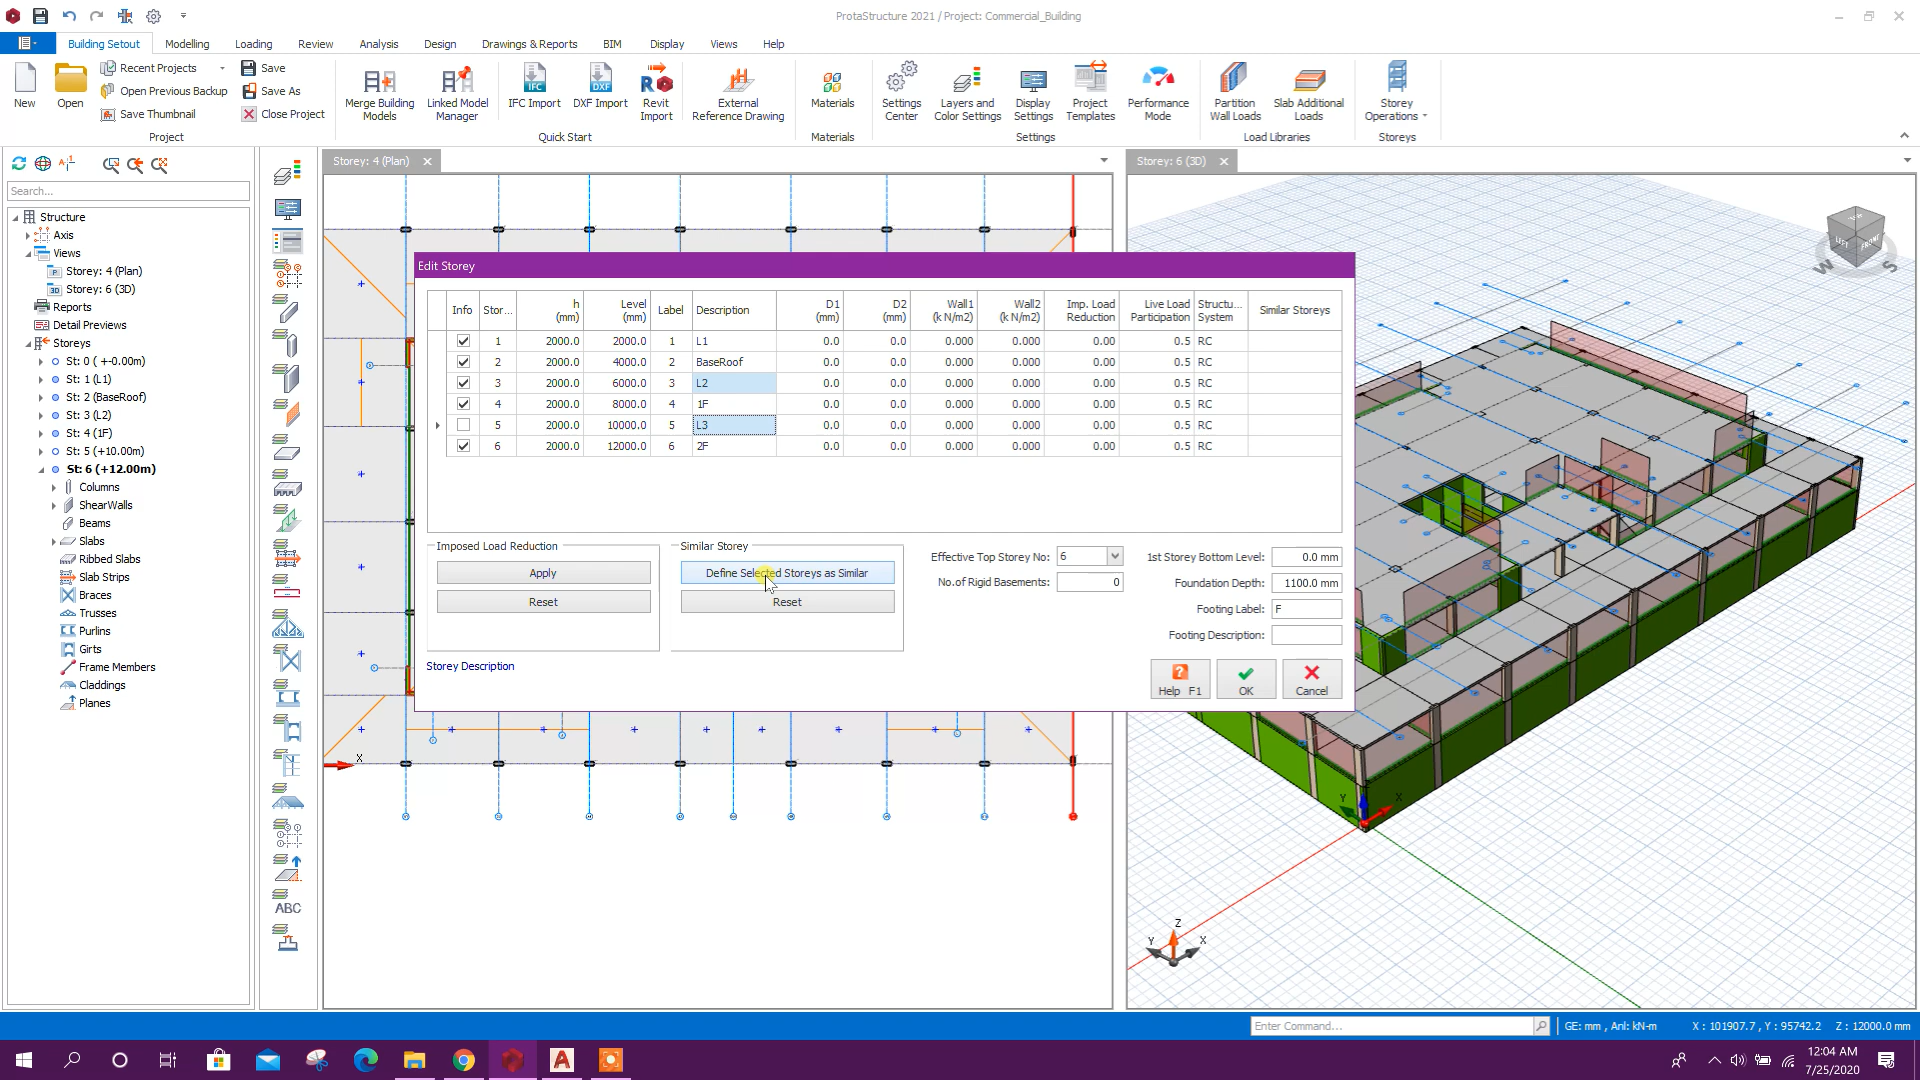 ProtaStructure 2021 / Project: Commercial_Building
Building Setout
Modelling
Loading
Review
Analysis
Design
Drawings & Reports
BIM
Display
Views
Help
New
Open
Recent Projects
Open Previous Backup
Save Thumbnail
Save
Save As
Close Project
Project
Merge Building Models
Linked Model Manager
IFC Import
DXF Import
Revit Import
External Reference Drawing
Quick Start
Materials
Materials
Settings Center
Layers and Color Settings
Display Settings
Project Templates
Performance Mode
Settings
Partition Wall Loads
Slab Additional Loads
Load Libraries
Storey Operations
Storeys
Search...
Structure
Axis
Views
Storey: 4 (Plan)
Storey: 6 (3D)
Reports
Detail Previews
Storeys
St: 0 ( +-0.00m)
St: 1 (L1)
St: 2 (BaseRoof)
St: 3 (L2)
St: 4 (1F)
St: 5 (+10.00m)
St: 6 (+12.00m)
Columns
ShearWalls
Beams
Slabs
Ribbed Slabs
Slab Strips
Braces
Trusses
Purlins
Girts
Frame Members
Claddings
Planes
ABC
Storey: 4 (Plan)
Storey: 6 (3D)
X
Edit Storey
Info Stor... h (mm) Level (mm) Label Description D1 (mm) D2 (mm) Wall1 (k N/m2) Wall2 (k N/m2) Imp. Load Reduction Live Load Participation Structu... System Similar Storeys
1 2000.0 2000.0 1 L1 0.0 0.0 0.000 0.000 0.00 0.5 RC
2 2000.0 4000.0 2 BaseRoof 0.0 0.0 0.000 0.000 0.00 0.5 RC
3 2000.0 6000.0 3 L2 0.0 0.0 0.000 0.000 0.00 0.5 RC
4 2000.0 8000.0 4 1F 0.0 0.0 0.000 0.000 0.00 0.5 RC
5 2000.0 10000.0 5 L3 0.0 0.0 0.000 0.000 0.00 0.5 RC
6 2000.0 12000.0 6 2F 0.0 0.0 0.000 0.000 0.00 0.5 RC
Imposed Load Reduction
Apply
Reset
Similar Storey
Define Selected Storeys as Similar
Reset
Effective Top Storey No: 6
No.of Rigid Basements: 0
1st Storey Bottom Level: 0.0 mm
Foundation Depth: 1100.0 mm
Footing Label: F
Footing Description:
Storey Description
Help F1
OK
Cancel
TOP
LEFT
FRONT
W
S
Y
X
Z
Y
X
Enter Command...
GE: mm , Anl: kN-m
X : 101907.7 , Y : 95742.2 Z : 12000.0 mm
12:04 AM
7/25/2020